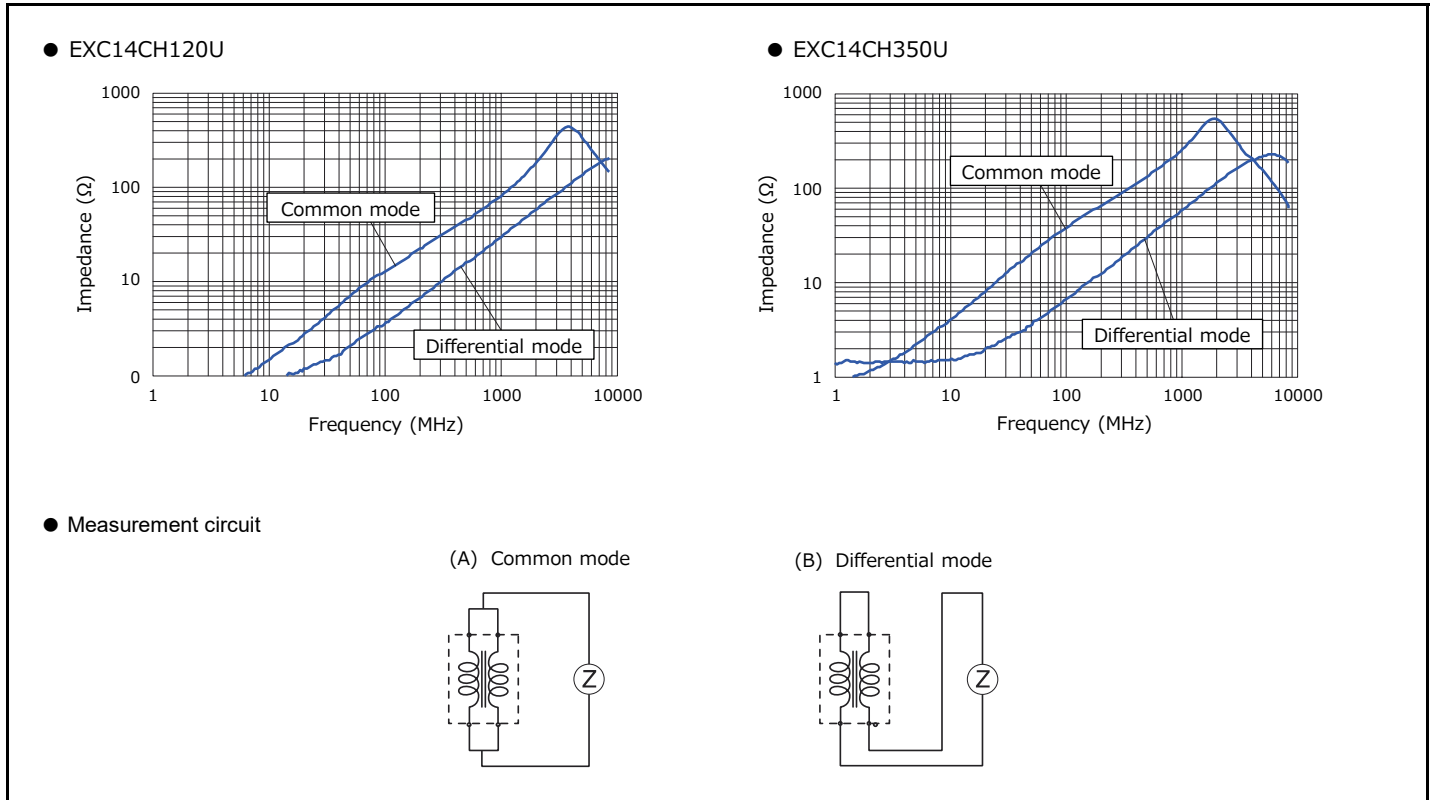 ● EXC14CH120U
1000
100
10
0
Impedance (Ω)
Common mode
Differential mode
1 10 100 1000 10000
Frequency (MHz)
● EXC14CH350U
1000
100
10
1
Impedance (Ω)
Common mode
Differential mode
1 10 100 1000 10000
Frequency (MHz)
● Measurement circuit
(A) Common mode
Z
(B) Differential mode
Z